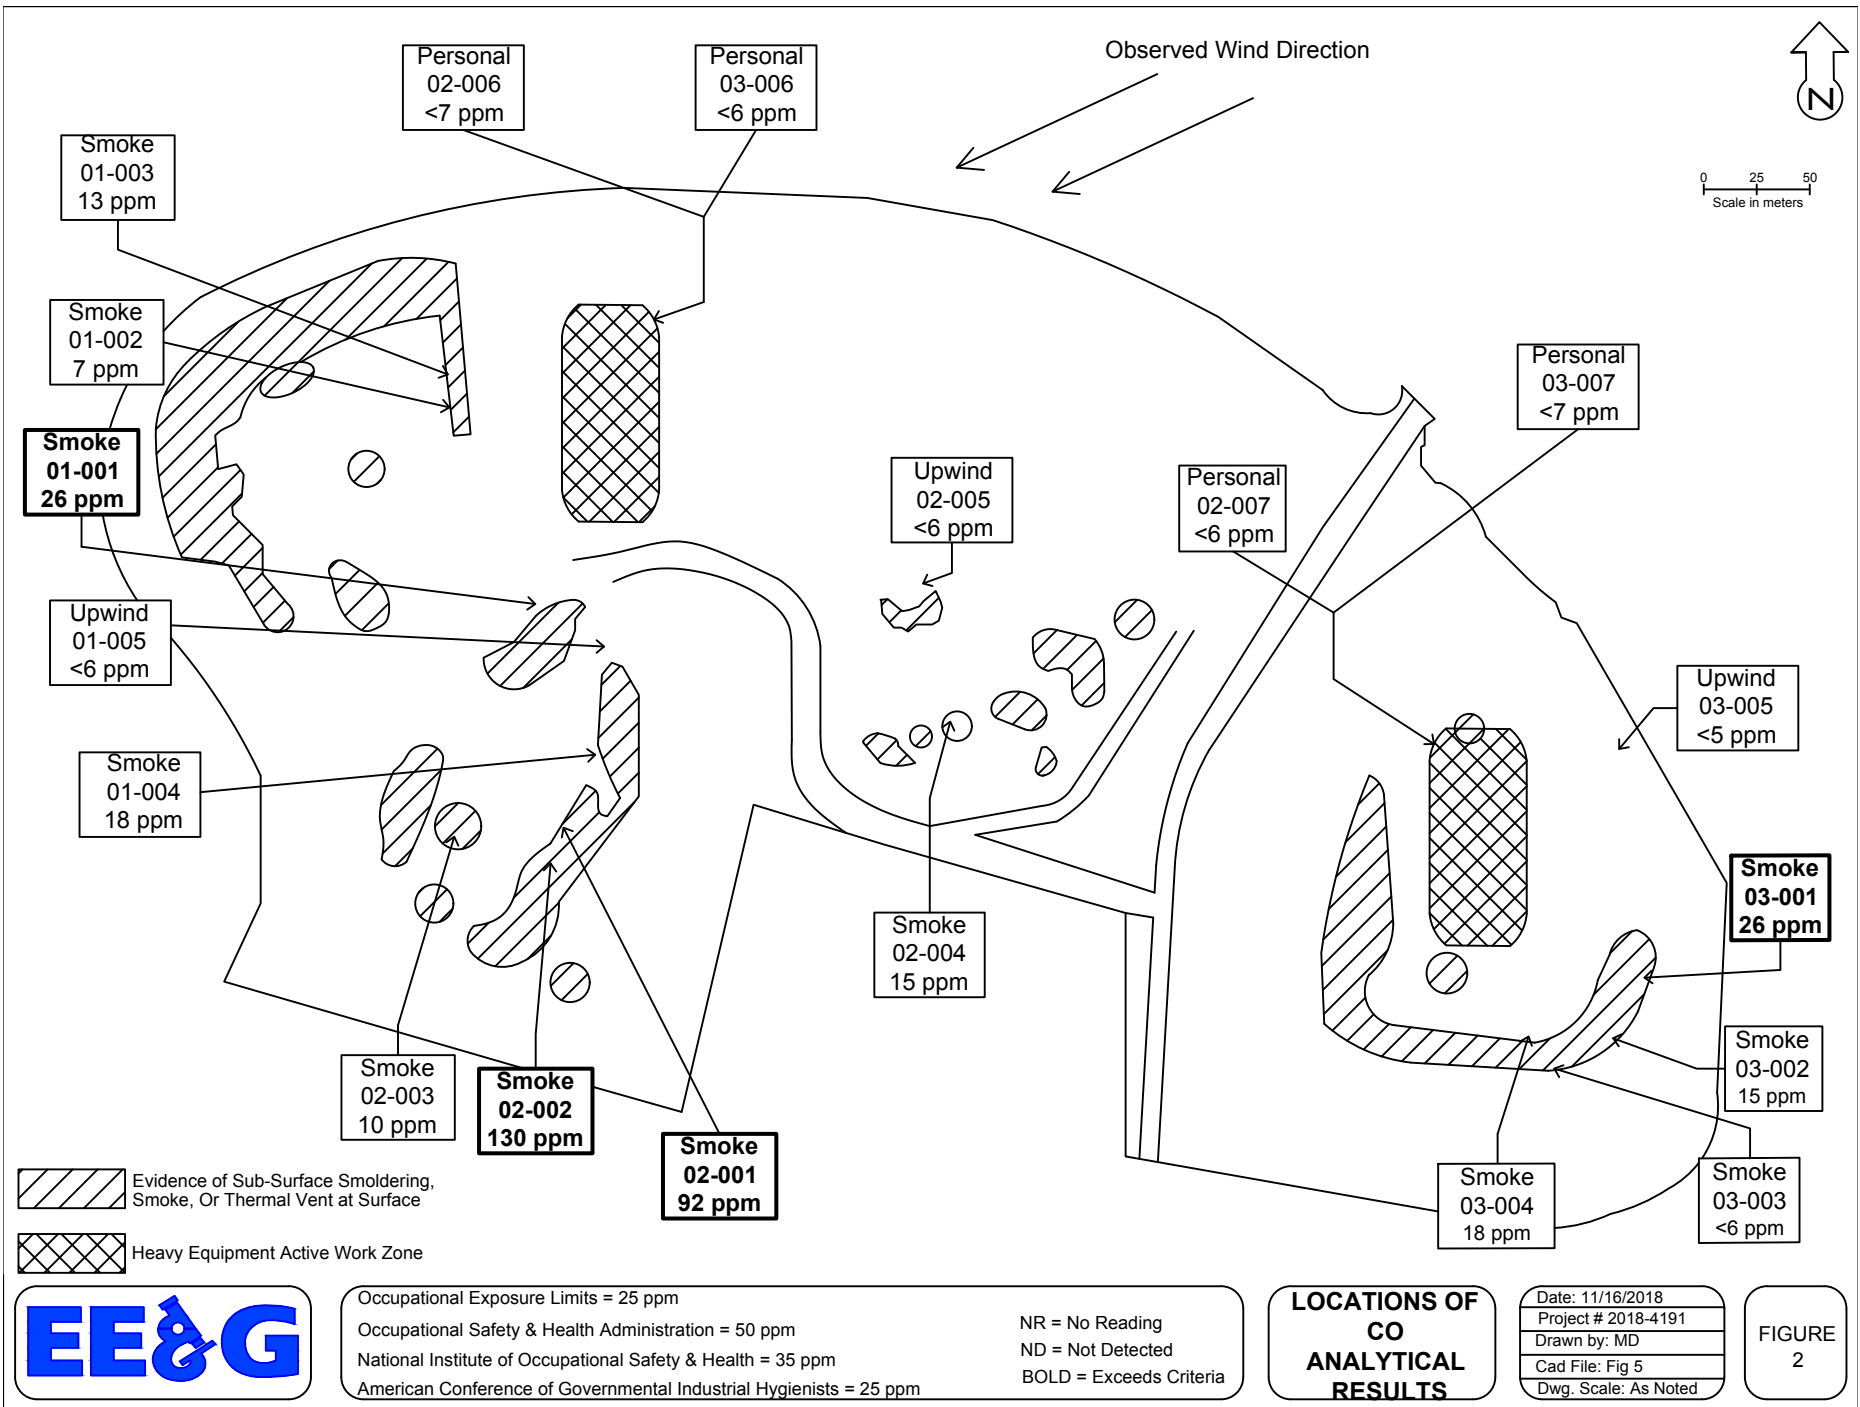 Observed Wind Direction
N
0 25 50
Scale in meters
Personal
02-006
<7 ppm
Personal
03-006
<6 ppm
Smoke
01-003
13 ppm
Smoke
01-002
7 ppm
Smoke
01-001
26 ppm
Upwind
01-005
<6 ppm
Smoke
01-004
18 ppm
Upwind
02-005
<6 ppm
Personal
02-007
<6 ppm
Personal
03-007
<7 ppm
Upwind
03-005
<5 ppm
Smoke
03-001
26 ppm
Smoke
02-004
15 ppm
Smoke
02-003
10 ppm
Smoke
02-002
130 ppm
Smoke
02-001
92 ppm
Smoke
03-002
15 ppm
Smoke
03-004
18 ppm
Smoke
03-003
<6 ppm
Evidence of Sub-Surface Smoldering,
Smoke, Or Thermal Vent at Surface
Heavy Equipment Active Work Zone
EE&G
Occupational Exposure Limits = 25 ppm
Occupational Safety & Health Administration = 50 ppm
National Institute of Occupational Safety & Health = 35 ppm
American Conference of Governmental Industrial Hygienists = 25 ppm
NR = No Reading
ND = Not Detected
BOLD = Exceeds Criteria
LOCATIONS OF
CO
ANALYTICAL
RESULTS
Date: 11/16/2018
Project # 2018-4191
Drawn by: MD
Cad File: Fig 5
Dwg. Scale: As Noted
FIGURE
2